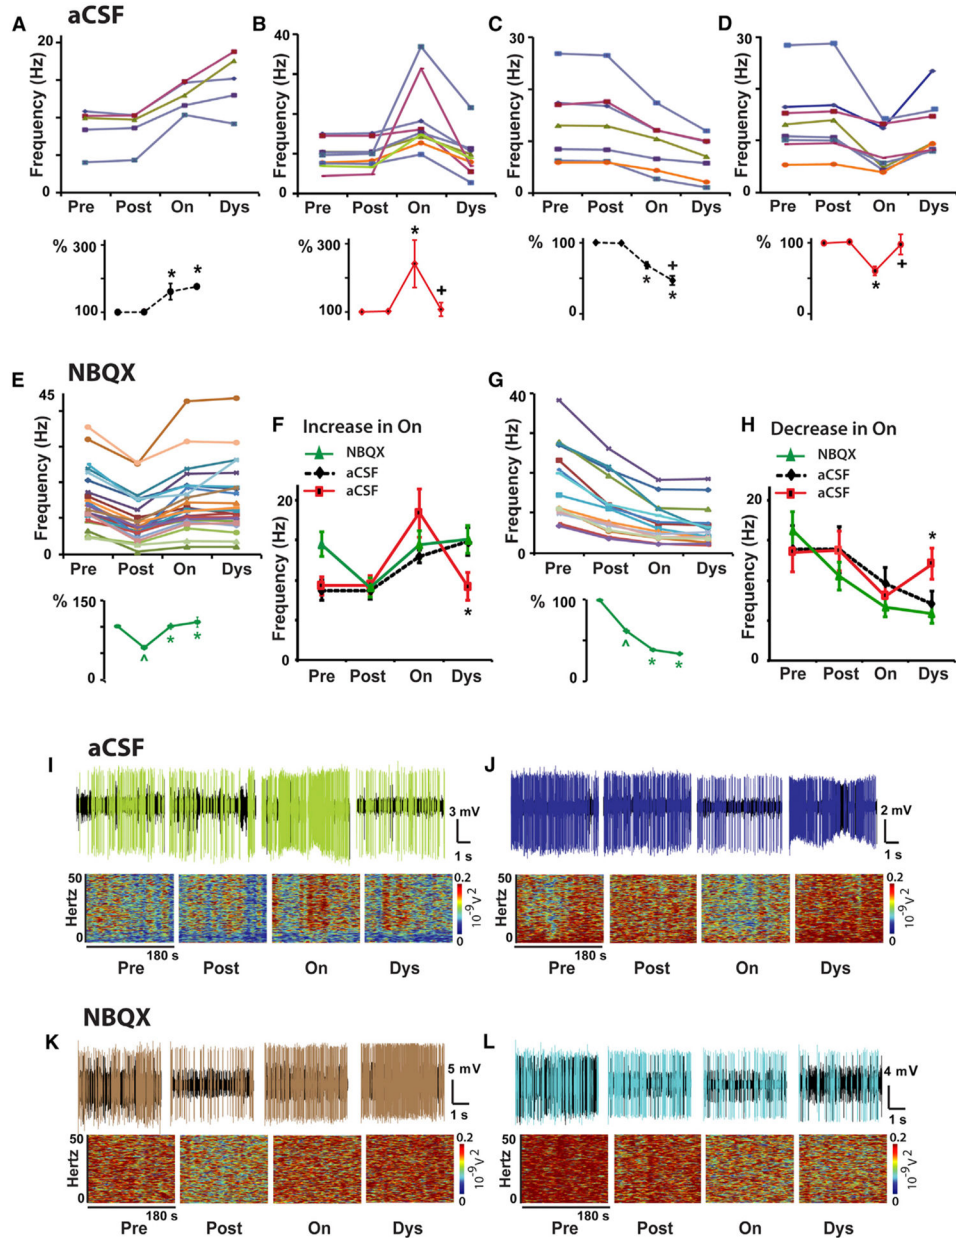 A aCSF B C D
20
Frequency (Hz)
0
Pre Post On Dys
40
Frequency (Hz)
0
Pre Post On Dys
30
Frequency (Hz)
0
Pre Post On Dys
30
Frequency (Hz)
0
Pre Post On Dys
% 300
100
* *
% 300
100
* +
% 100
0
* + *
% 100
0
* +
E NBQX
45
Frequency (Hz)
0
Pre Post On Dys
% 150
100
0
^ * *
F Increase in On
NBQX
aCSF
aCSF
20
Frequency (Hz)
0
Pre Post On Dys
*
G
40
Frequency (Hz)
0
Pre Post On Dys
% 100
0
^ * *
H Decrease in On
NBQX
aCSF
aCSF
20
Frequency (Hz)
0
Pre Post On Dys
*
aCSF
I
3 mV
1 s
50
Hertz
0
0.2
10⁻⁹V²
0
180 s
Pre Post On Dys
J
2 mV
1 s
0.2
10⁻⁹V²
0
180 s
Pre Post On Dys
NBQX
K
5 mV
1 s
50
Hertz
0
0.2
10⁻⁹V²
0
180 s
Pre Post On Dys
L
4 mV
1 s
50
Hertz
0
0.2
10⁻⁹V²
0
180 s
Pre Post On Dys